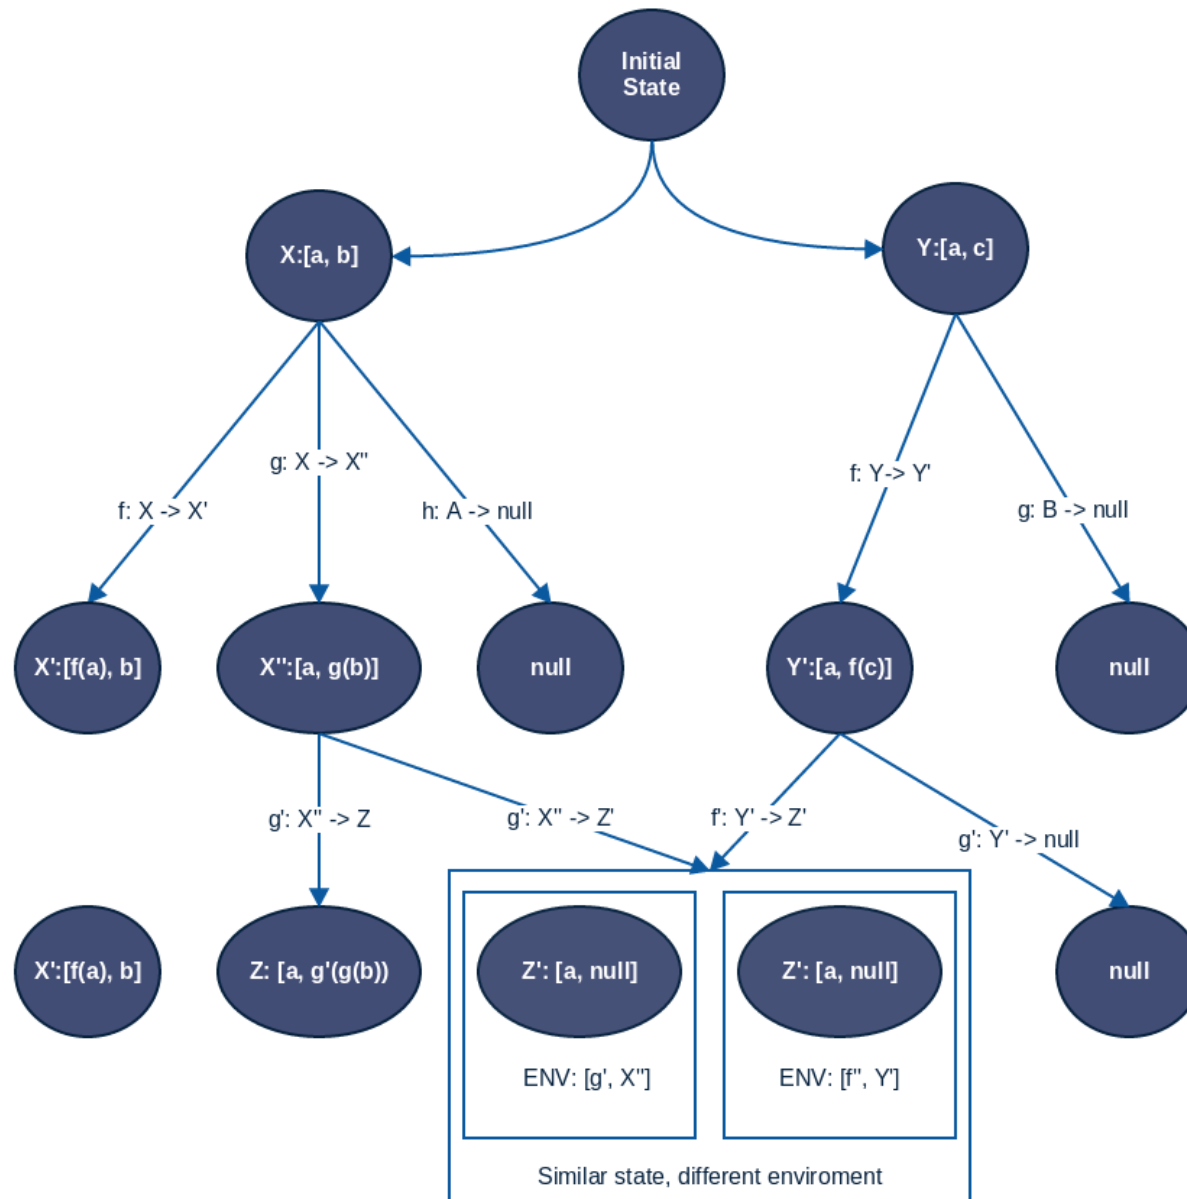 Initial
State
X:[a, b]
Y:[a, c]
g: X -> X"
f: Y-> Y'
f: X -> X'
h: A -> null
g: B -> null
X':[f(a), b]
X":[a, g(b)]
null
Y':[a, f(c)]
null
g': X" -> Z
g': X" -> Z'
f': Y' -> Z'
g': Y' -> null
X':[f(a), b]
Z: [a, g'(g(b))
Z': [a, null]
Z': [a, null]
null
ENV: [g', X"]
ENV: [f", Y']
Similar state, different enviroment